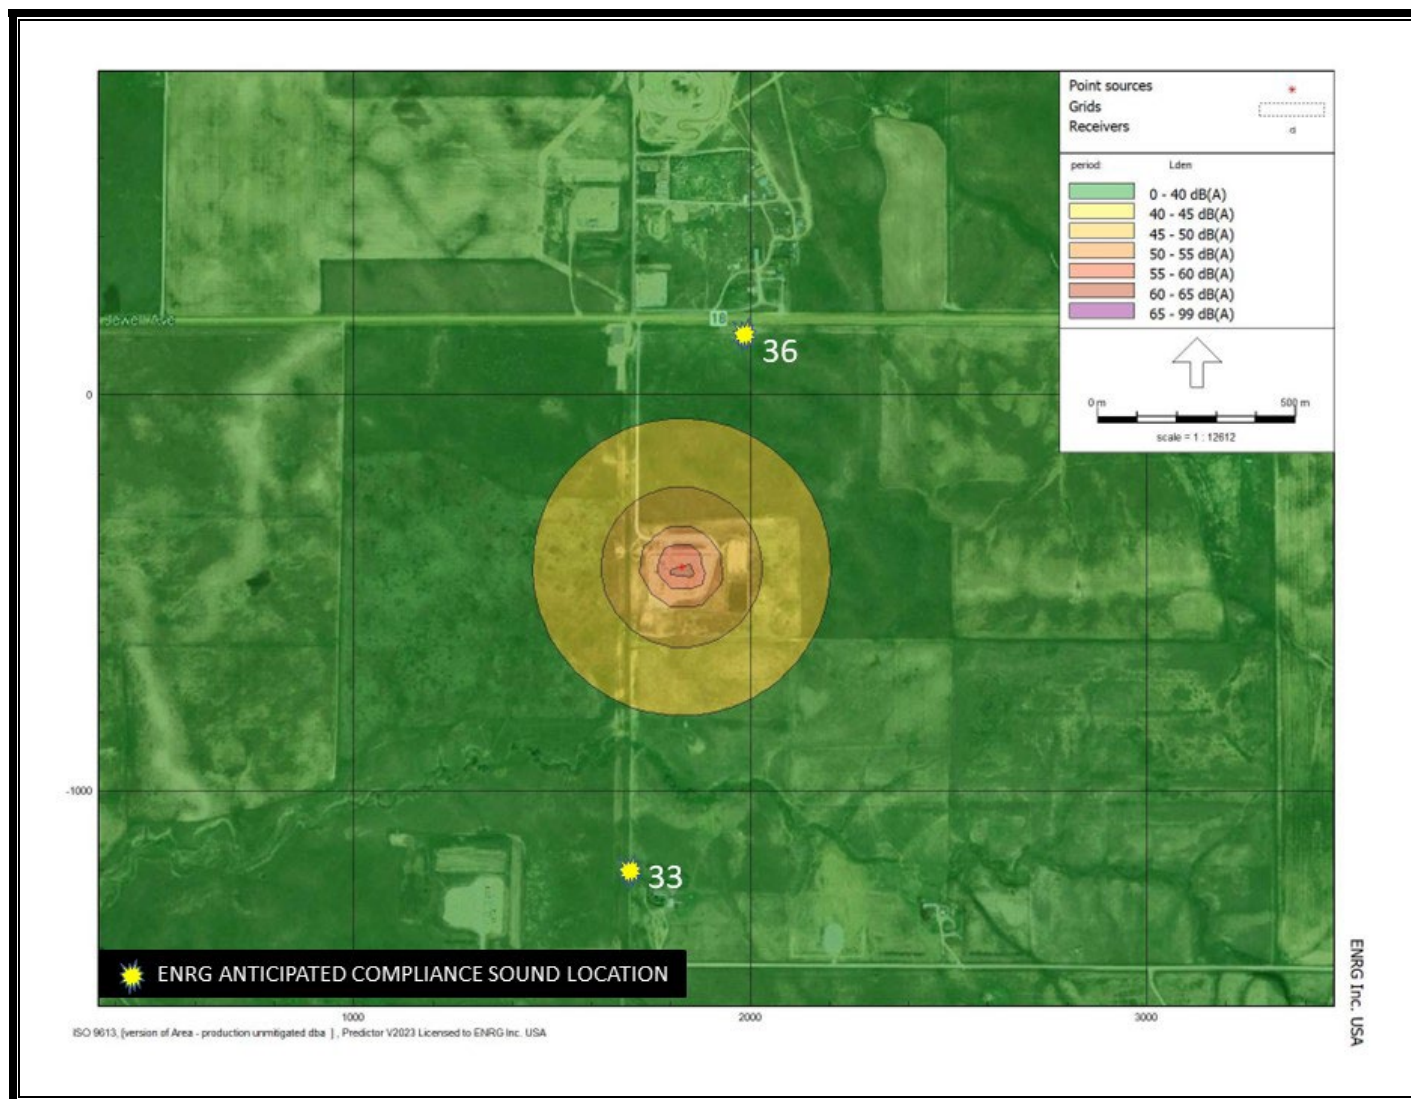 Point sources
Grids
Receivers
period: Lden
0 - 40 dB(A)
40 - 45 dB(A)
45 - 50 dB(A)
50 - 55 dB(A)
55 - 60 dB(A)
60 - 65 dB(A)
65 - 99 dB(A)
0 m 500 m
scale = 1 : 12612
Jewell Ave
18
36
0
-1000
33
ENRG ANTICIPATED COMPLIANCE SOUND LOCATION
1000 2000 3000
ISO 9613, [version of Area - production unmitigated dba ] , Predictor V2023 Licensed to ENRG Inc. USA
ENRG Inc. USA